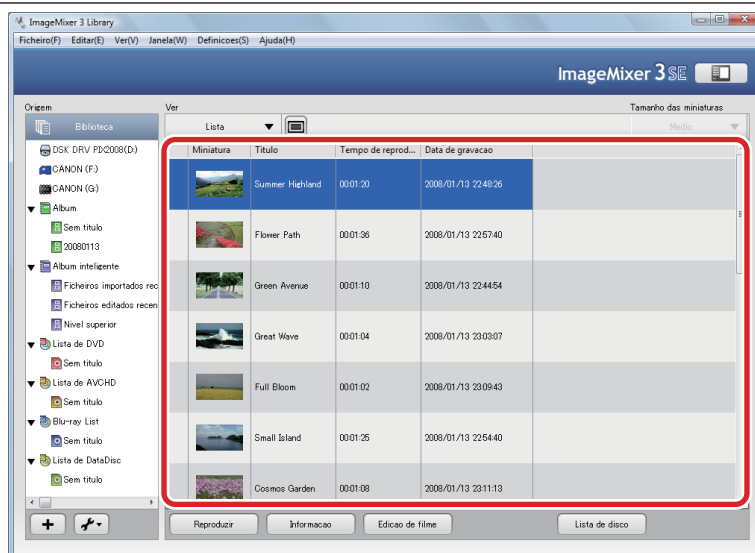 ImageMixer 3 Library
Ficheiro(F) Editar(E) Ver(V) Janela(W) Definicoes(S) Ajuda(H)
ImageMixer 3 SE
Origem
Ver
Tamanho das miniaturas
Biblioteca
Lista
Medio
DSK DRV PIX2008(D:)
CANON (F:)
CANON (G:)
Album
Sem titulo
20080113
Album inteligente
Ficheiros importados rec
Ficheiros editados recen
Nivel superior
Lista de DVD
Sem titulo
Lista de AVCHD
Sem titulo
Blu-ray List
Sem titulo
Lista de DataDisc
Sem titulo
Miniatura Titulo Tempo de reprod... Data de gravacao
Summer Highland 00:01:20 2008/01/13 22:48:26
Flower Path 00:01:36 2008/01/13 22:57:40
Green Avenue 00:01:10 2008/01/13 22:44:54
Great Wave 00:01:04 2008/01/13 23:03:07
Full Bloom 00:01:02 2008/01/13 23:09:43
Small Island 00:01:25 2008/01/13 22:54:40
Cosmos Garden 00:01:08 2008/01/13 23:11:13
Reproduzir Informacao Edicao de filme Lista de disco